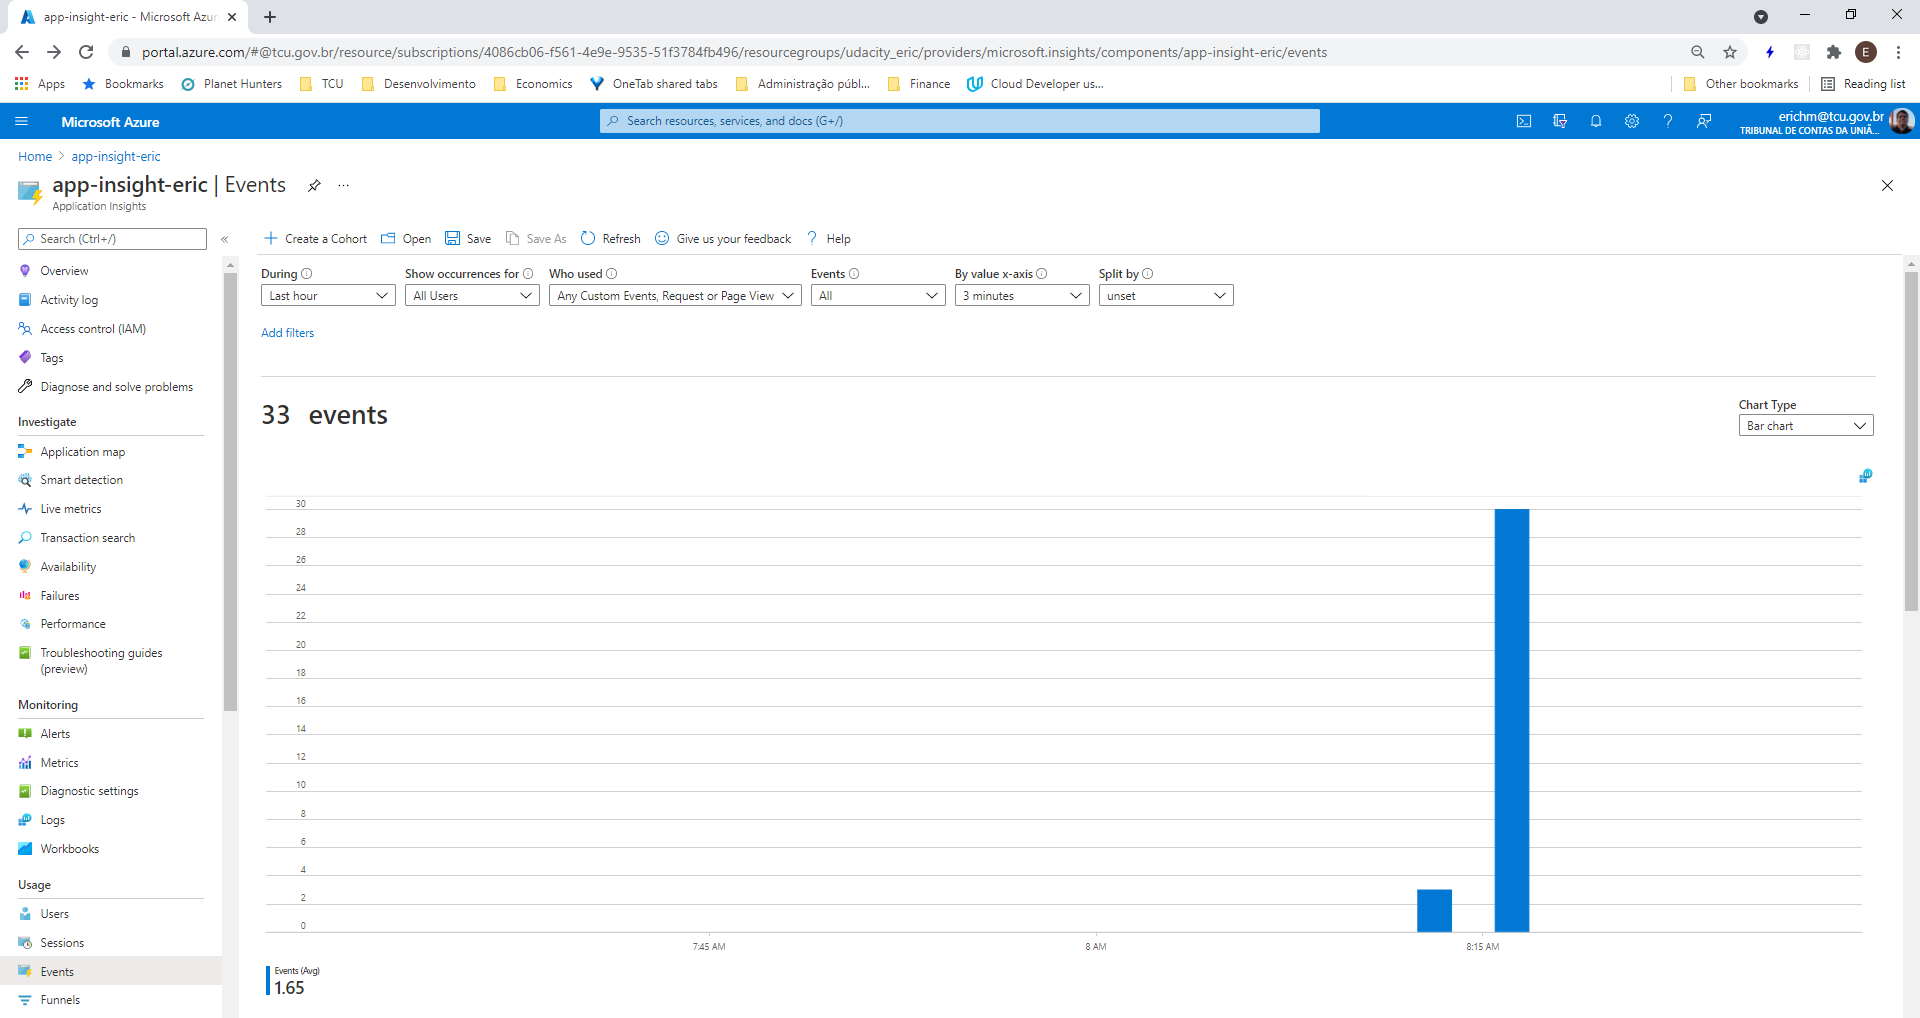 app-insight-eric - Microsoft Azur
portal.azure.com/#@tcu.gov.br/resource/subscriptions/4086cb06-f561-4e9e-9535-51f3784fb496/resourcegroups/udacity_eric/providers/microsoft.insights/components/app-insight-eric/events
E
Apps
Bookmarks
Planet Hunters
TCU
Desenvolvimento
Economics
OneTab shared tabs
Administração públ...
Finance
Cloud Developer us...
Other bookmarks
Reading list
Microsoft Azure
Search resources, services, and docs (G+/)
erichm@tcu.gov.br
TRIBUNAL DE CONTAS DA UNIÃ...
Home > app-insight-eric
app-insight-eric | Events
Application Insights
Search (Ctrl+/)
Create a Cohort
Open
Save
Save As
Refresh
Give us your feedback
Help
During
Show occurrences for
Who used
Events
By value x-axis
Split by
Last hour
All Users
Any Custom Events, Request or Page View
All
3 minutes
unset
Add filters
Overview
Activity log
Access control (IAM)
Tags
Diagnose and solve problems
Investigate
Application map
Smart detection
Live metrics
Transaction search
Availability
Failures
Performance
Troubleshooting guides
(preview)
Monitoring
Alerts
Metrics
Diagnostic settings
Logs
Workbooks
Usage
Users
Sessions
Events
Funnels
33 events
Chart Type
Bar chart
30
28
26
24
22
20
18
16
14
12
10
8
6
4
2
0
7:45 AM
8 AM
8:15 AM
Events (Avg)
1.65